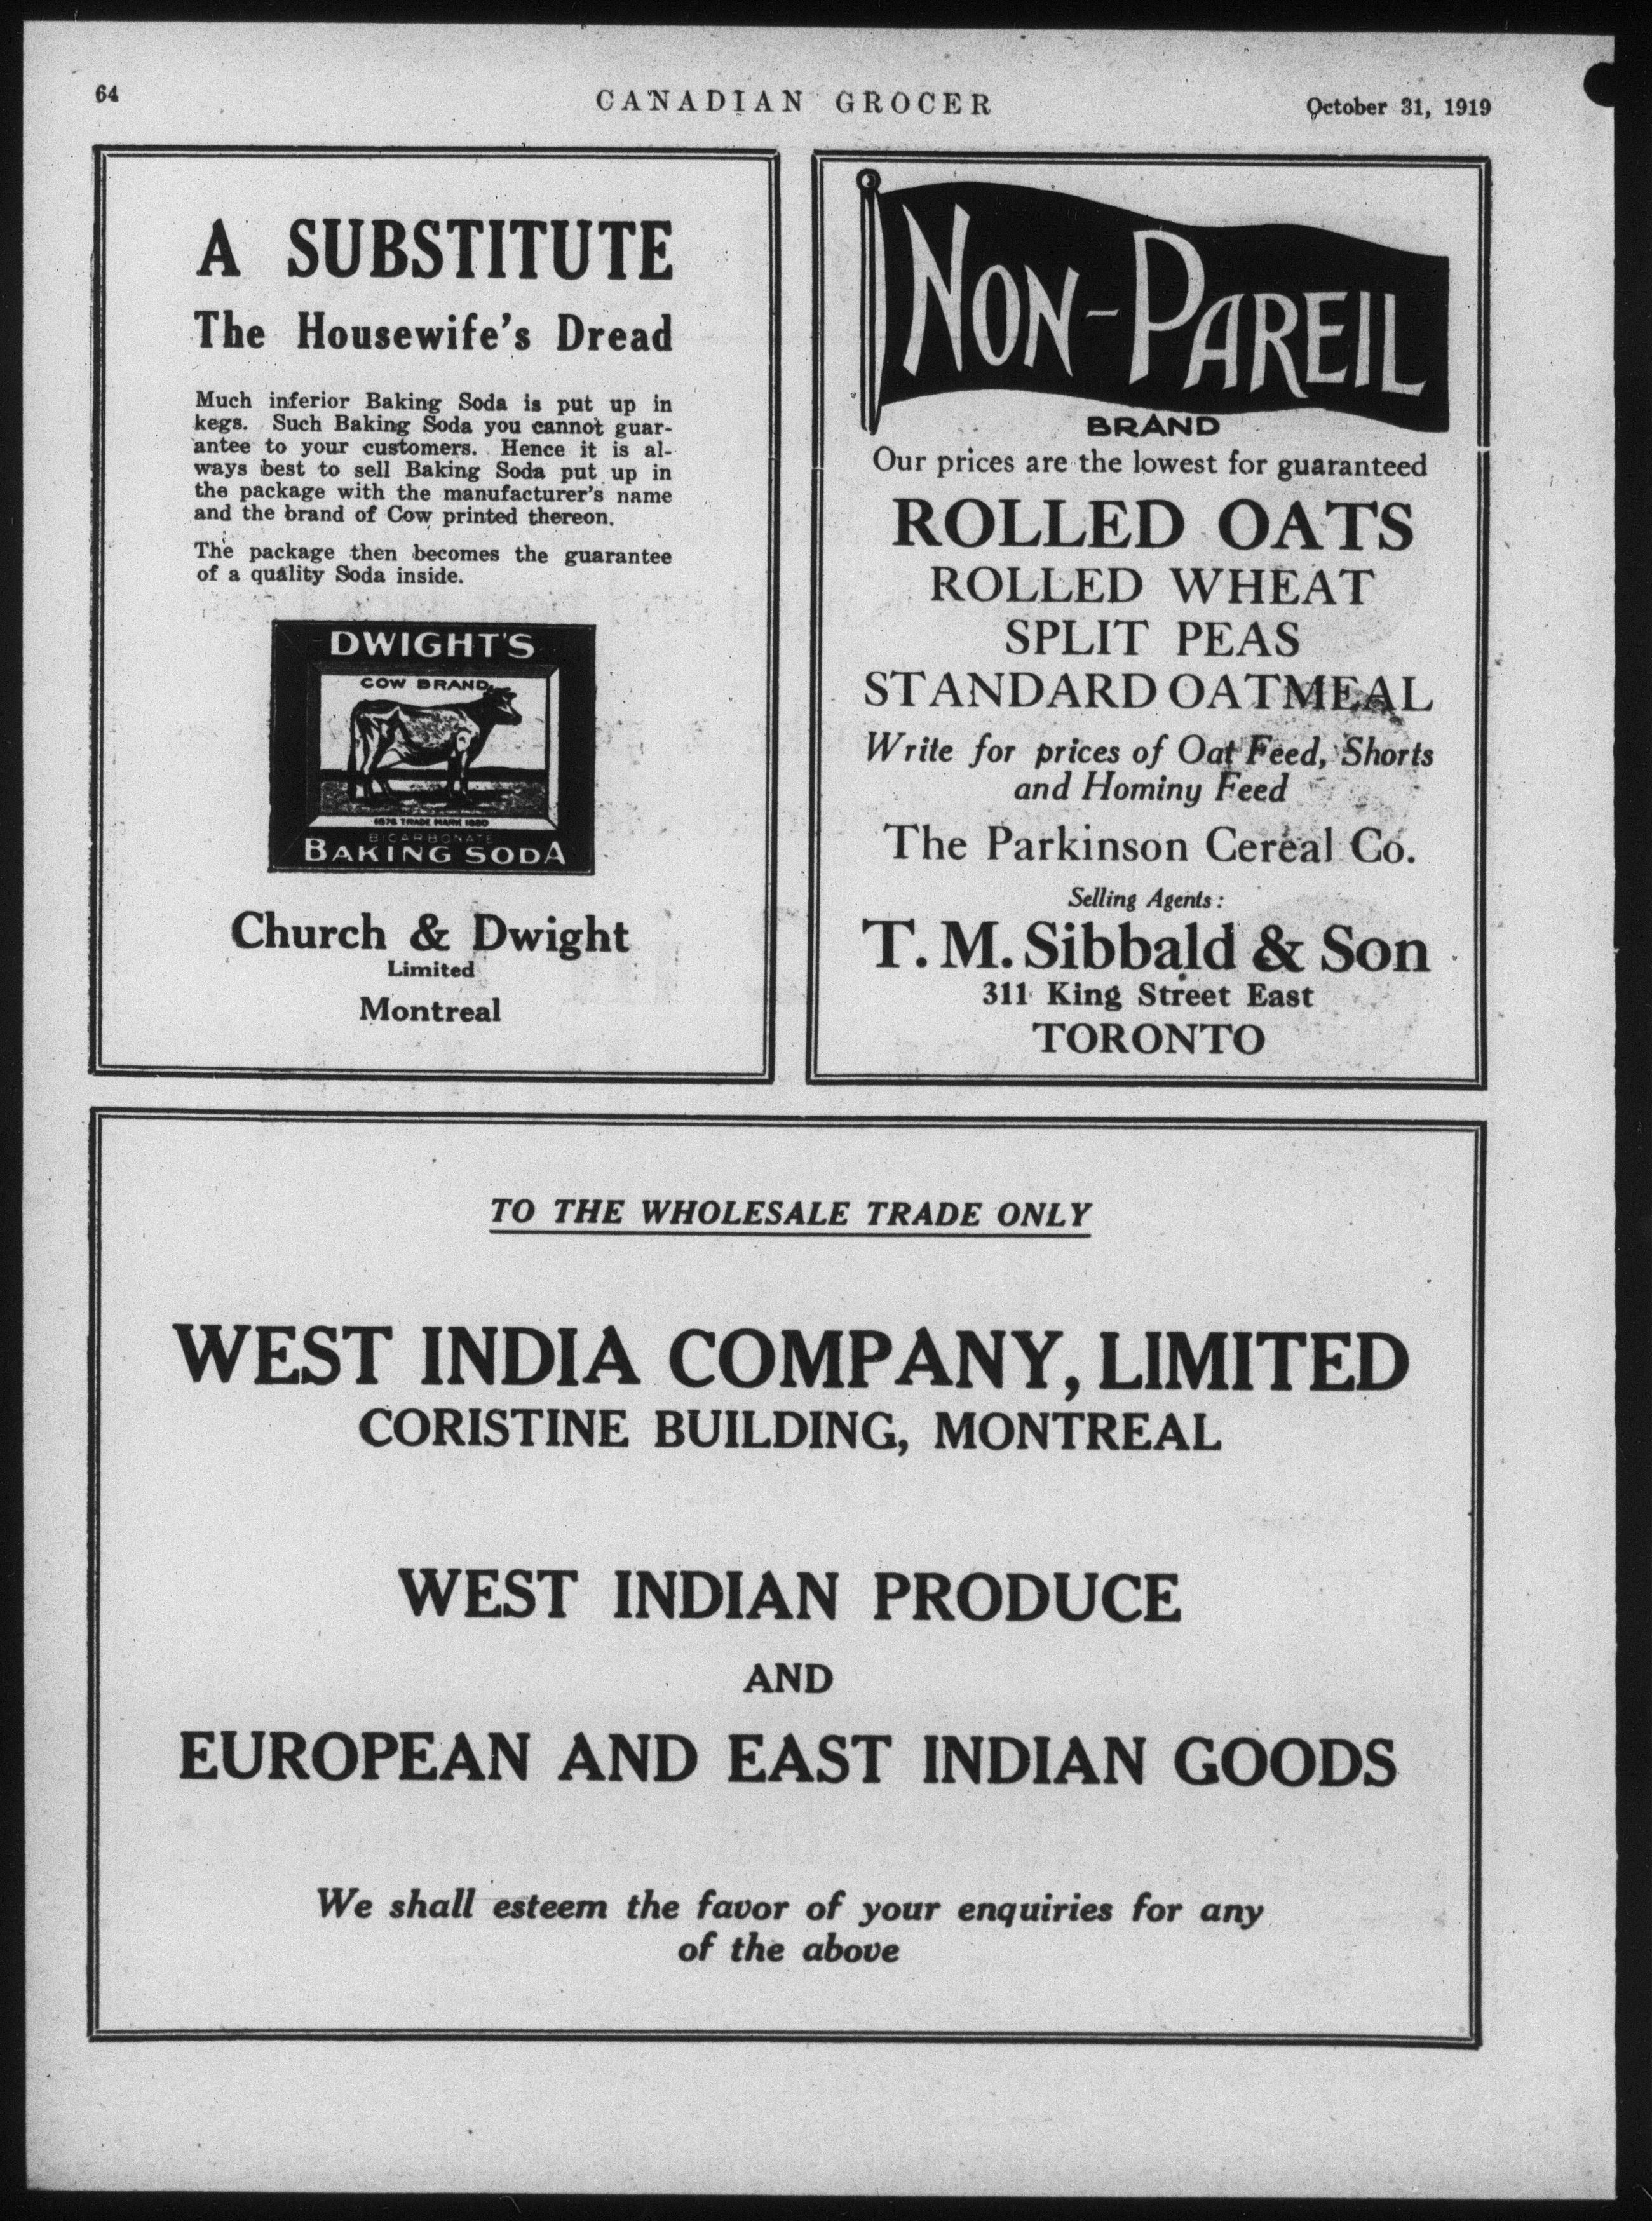 64
CANADIAN GROCER
October 31, 1919
A SUBSTITUTE
The Housewife's Dread
Much inferior Baking Soda is put up in
kegs. Such Baking Soda you cannot guar-
antee to your customers. Hence it is al-
ways best to sell Baking Soda put up in
the package with the manufacturer's name
and the brand of Cow printed thereon.
The package then becomes the guarantee
of a quality Soda inside.
DWIGHT'S
COW BRAND
1876 TRADE MARK 1880
BICARBONATE
BAKING SODA
Church & Dwight
Limited
Montreal
NON-PAREIL
BRAND
Our prices are the lowest for guaranteed
ROLLED OATS
ROLLED WHEAT
SPLIT PEAS
STANDARD OATMEAL
Write for prices of Oat Feed, Shorts
and Hominy Feed
The Parkinson Cereal Co.
Selling Agents:
T. M. Sibbald & Son
311 King Street East
TORONTO
TO THE WHOLESALE TRADE ONLY
WEST INDIA COMPANY, LIMITED
CORISTINE BUILDING, MONTREAL
WEST INDIAN PRODUCE
AND
EUROPEAN AND EAST INDIAN GOODS
We shall esteem the favor of your enquiries for any
of the above